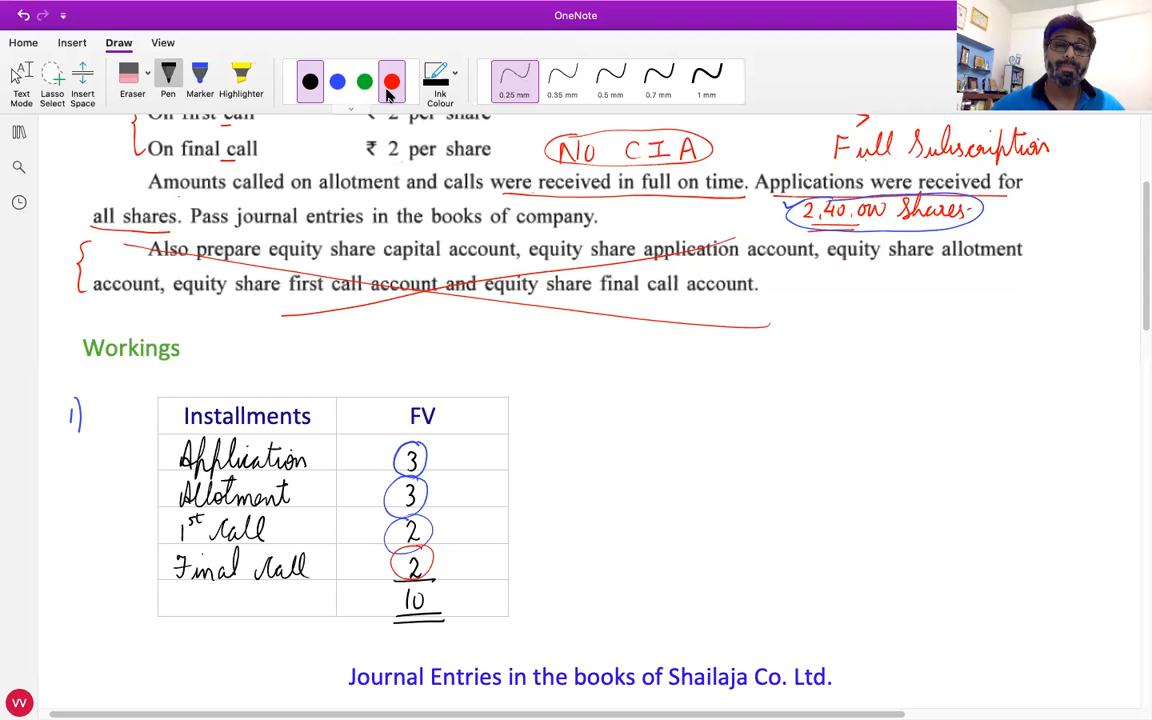 OneNote
Home Insert Draw View
Text Mode
Lasso Select
Insert Space
Eraser
Pen
Marker
Highlighter
Ink Colour
0.25 mm
0.35 mm
0.5 mm
0.7 mm
1 mm
On first call ₹ 2 per share
On final call ₹ 2 per share
No C I A
Full Subscription
Amounts called on allotment and calls were received in full on time. Applications were received for
all shares. Pass journal entries in the books of company.
2,40,000 Shares.
Also prepare equity share capital account, equity share application account, equity share allotment
account, equity share first call account and equity share final call account.
Workings
1)
Installments FV
Application 3
Allotment 3
1st Call 2
Final Call 2
10
Journal Entries in the books of Shailaja Co. Ltd.
VV